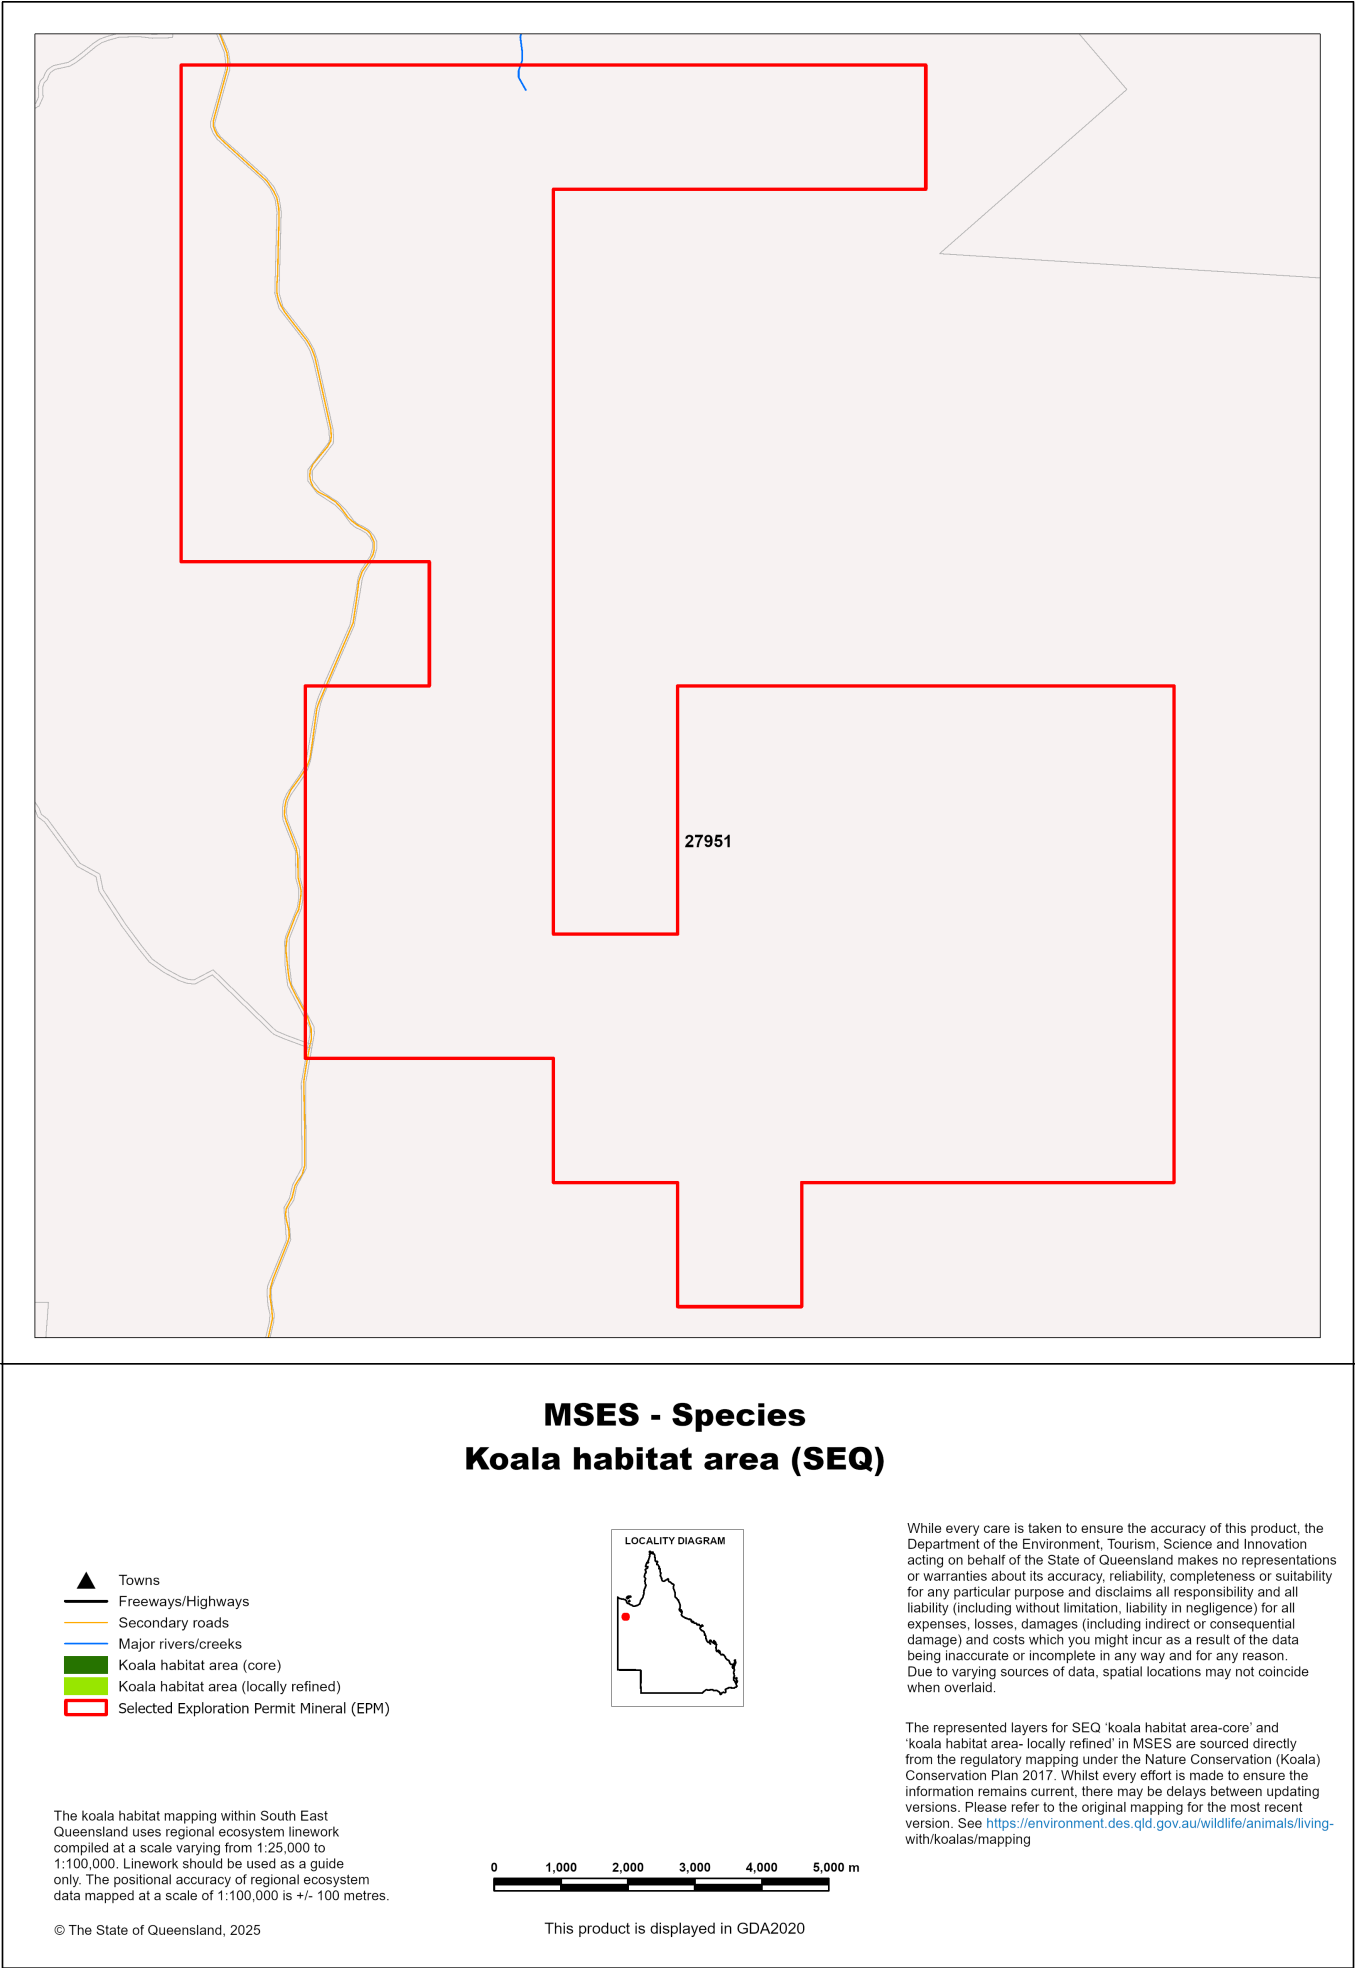 27951
MSES - Species
Koala habitat area (SEQ)
Towns
Freeways/Highways
Secondary roads
Major rivers/creeks
Koala habitat area (core)
Koala habitat area (locally refined)
Selected Exploration Permit Mineral (EPM)
The koala habitat mapping within South East
Queensland uses regional ecosystem linework
compiled at a scale varying from 1:25,000 to
1:100,000. Linework should be used as a guide
only. The positional accuracy of regional ecosystem
data mapped at a scale of 1:100,000 is +/- 100 metres.
© The State of Queensland, 2025
LOCALITY DIAGRAM
0 1,000 2,000 3,000 4,000 5,000 m
This product is displayed in GDA2020
While every care is taken to ensure the accuracy of this product, the
Department of the Environment, Tourism, Science and Innovation
acting on behalf of the State of Queensland makes no representations
or warranties about its accuracy, reliability, completeness or suitability
for any particular purpose and disclaims all responsibility and all
liability (including without limitation, liability in negligence) for all
expenses, losses, damages (including indirect or consequential
damage) and costs which you might incur as a result of the data
being inaccurate or incomplete in any way and for any reason.
Due to varying sources of data, spatial locations may not coincide
when overlaid.
The represented layers for SEQ ‘koala habitat area-core’ and
‘koala habitat area- locally refined’ in MSES are sourced directly
from the regulatory mapping under the Nature Conservation (Koala)
Conservation Plan 2017. Whilst every effort is made to ensure the
information remains current, there may be delays between updating
versions. Please refer to the original mapping for the most recent
version. See https://environment.des.qld.gov.au/wildlife/animals/living-
with/koalas/mapping